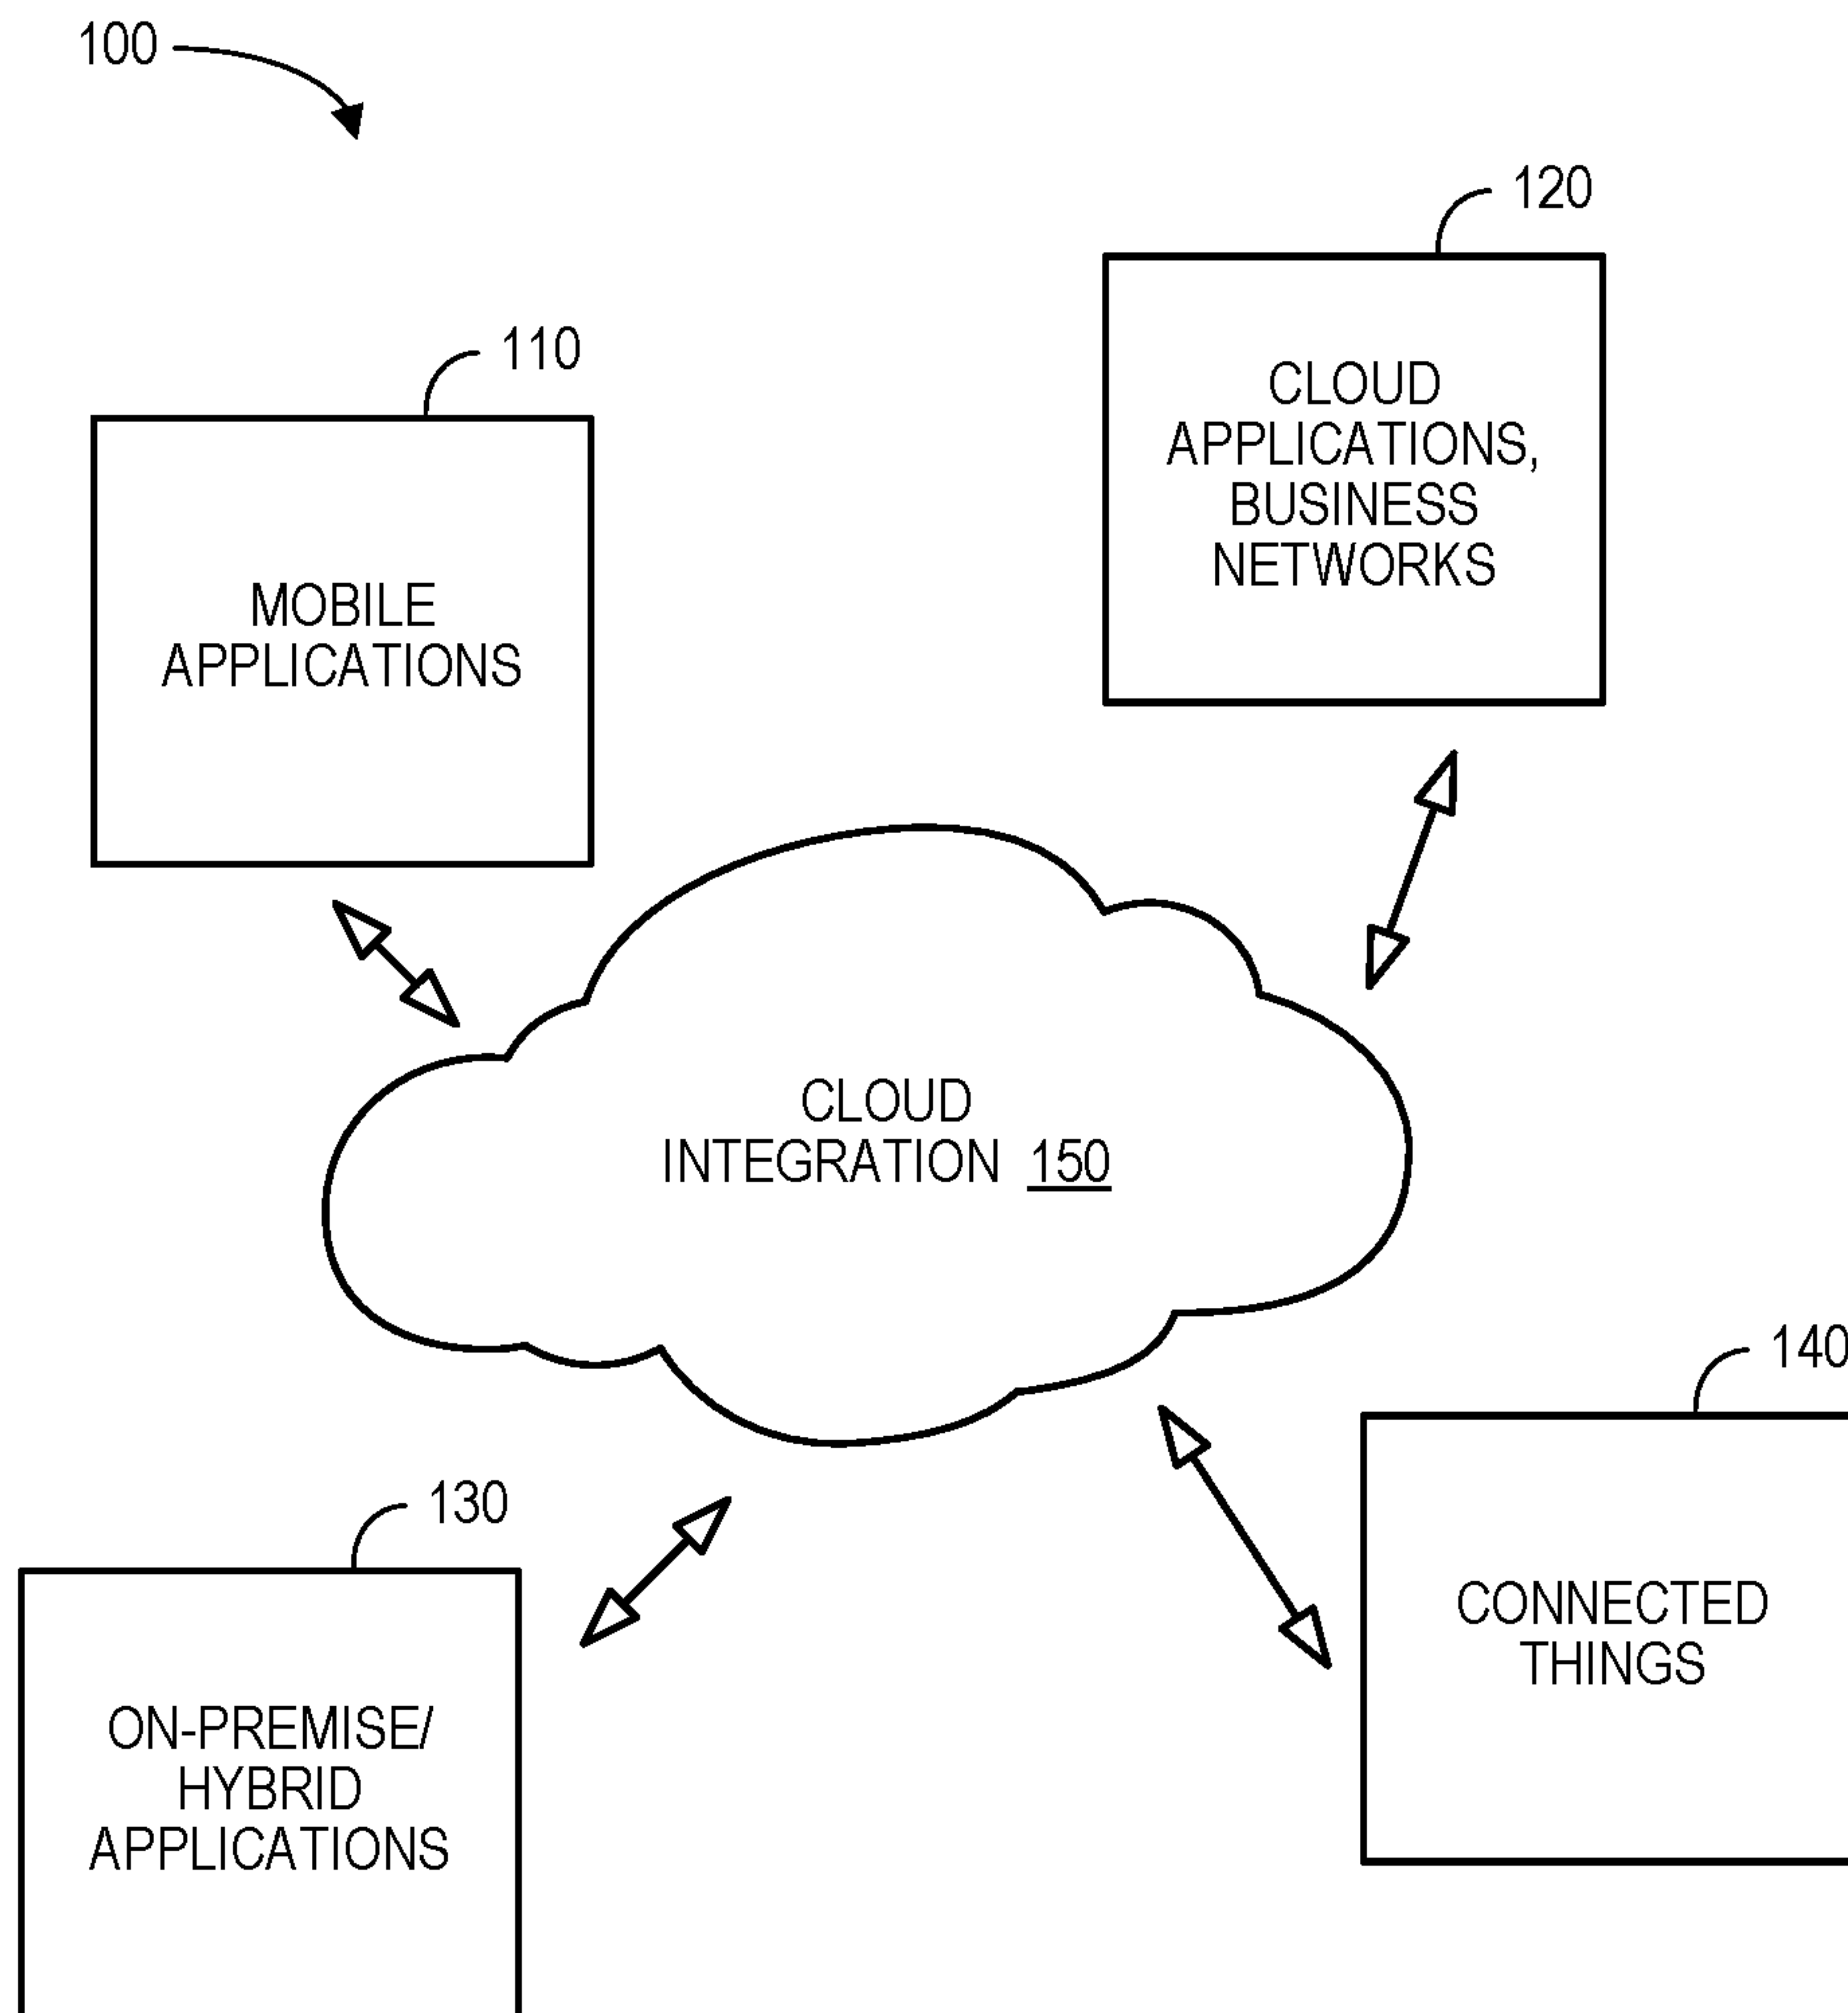 100
120
110
CLOUD
APPLICATIONS,
BUSINESS
NETWORKS
MOBILE
APPLICATIONS
CLOUD
INTEGRATION 150
140
130
CONNECTED
THINGS
ON-PREMISE/
HYBRID
APPLICATIONS